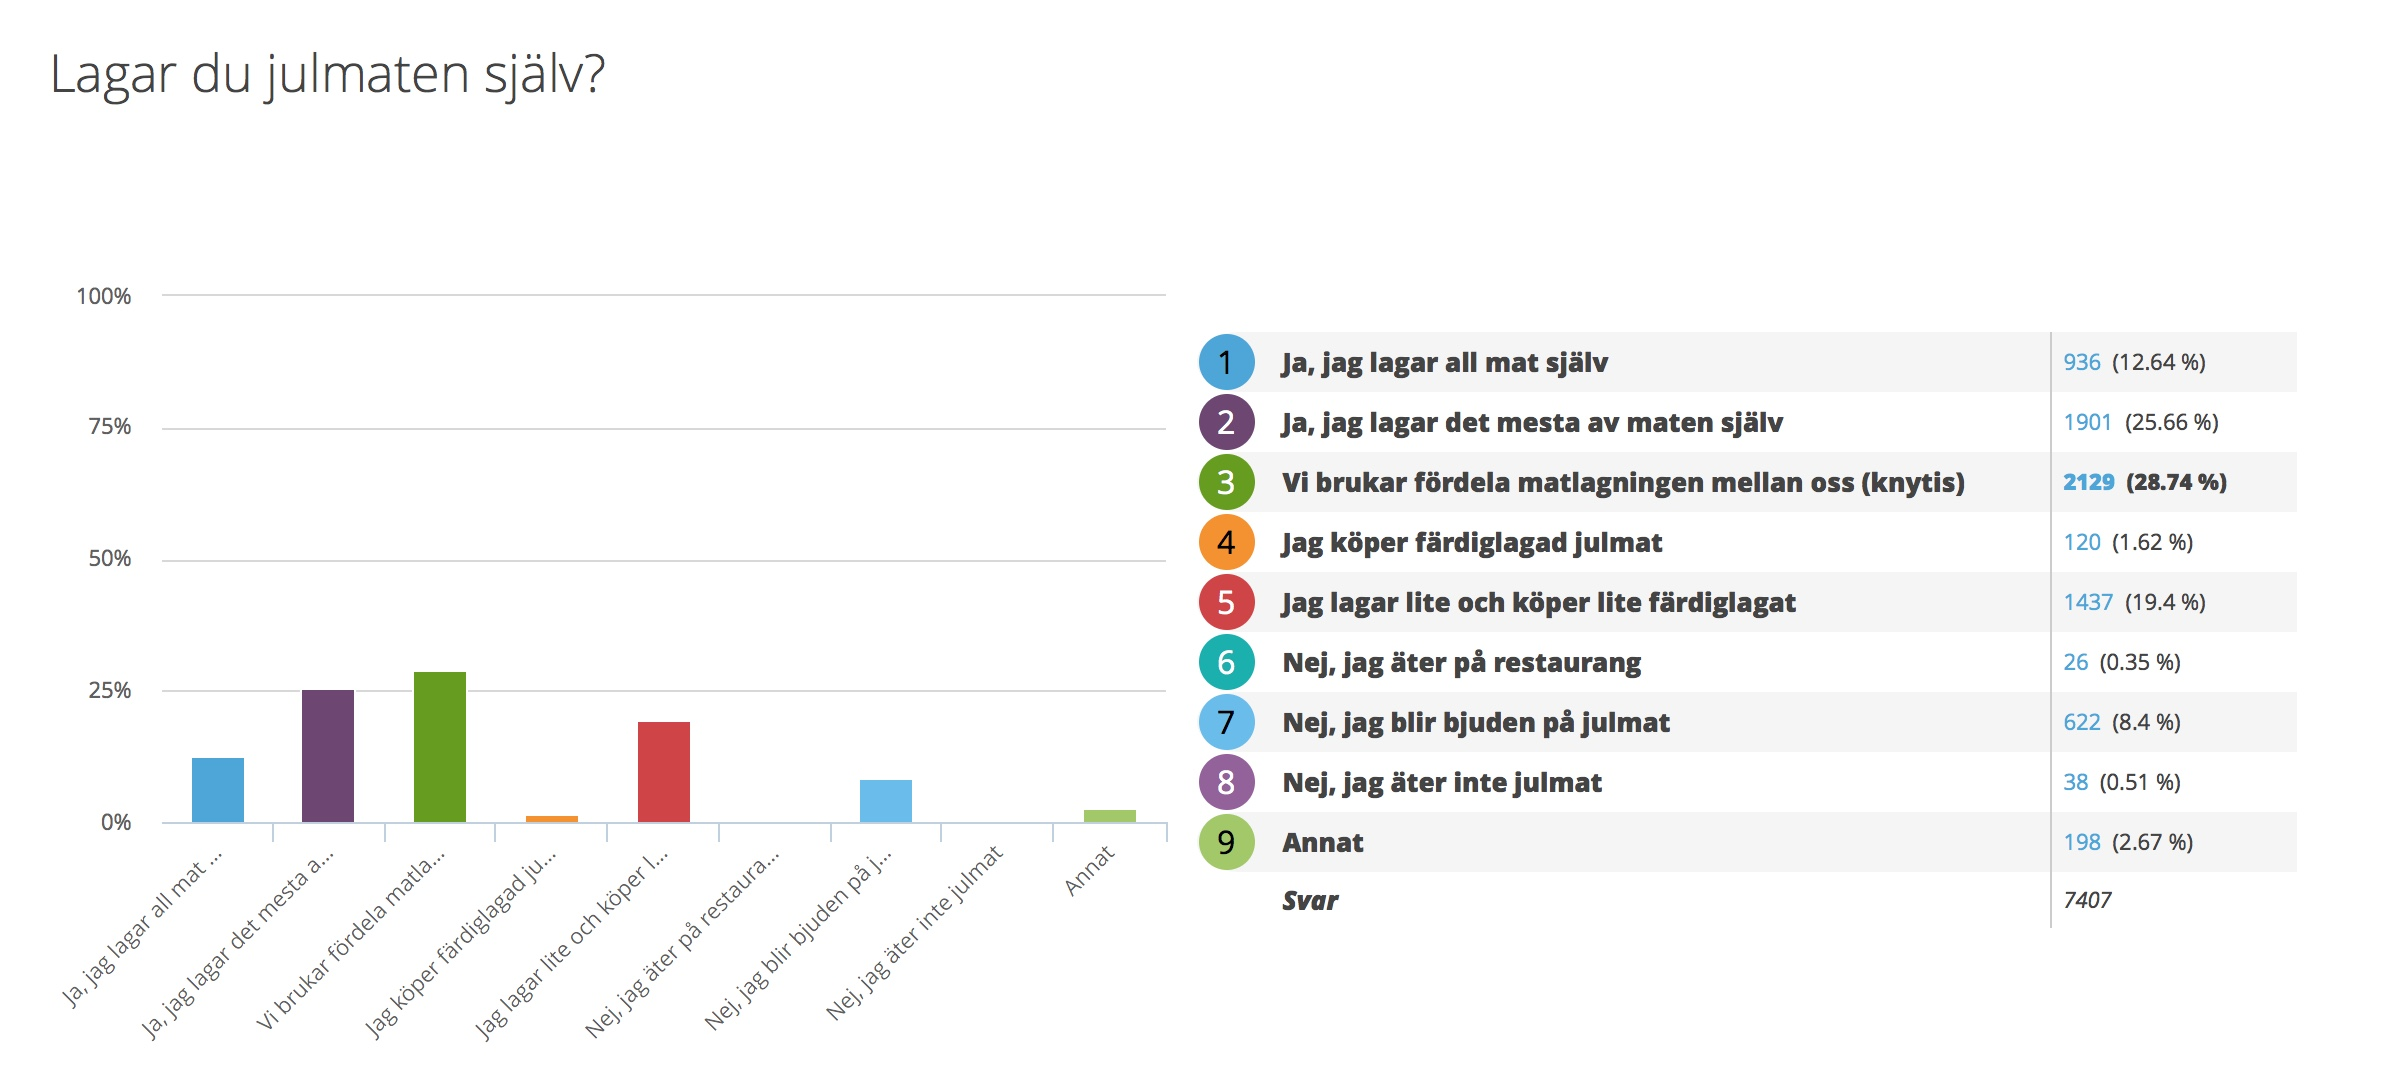 Lagar du julmaten själv?
100%
75%
50%
25%
0%
Ja, jag lagar all mat ...
Ja, jag lagar det mesta a...
Vi brukar fördela matla...
Jag köper färdiglagad ju...
Jag lagar lite och köper l...
Nej, jag äter på restaura...
Nej, jag blir bjuden på j...
Nej, jag äter inte julmat
Annat
1 Ja, jag lagar all mat själv 936 (12.64 %)
2 Ja, jag lagar det mesta av maten själv 1901 (25.66 %)
3 Vi brukar fördela matlagningen mellan oss (knytis) 2129 (28.74 %)
4 Jag köper färdiglagad julmat 120 (1.62 %)
5 Jag lagar lite och köper lite färdiglagat 1437 (19.4 %)
6 Nej, jag äter på restaurang 26 (0.35 %)
7 Nej, jag blir bjuden på julmat 622 (8.4 %)
8 Nej, jag äter inte julmat 38 (0.51 %)
9 Annat 198 (2.67 %)
Svar 7407